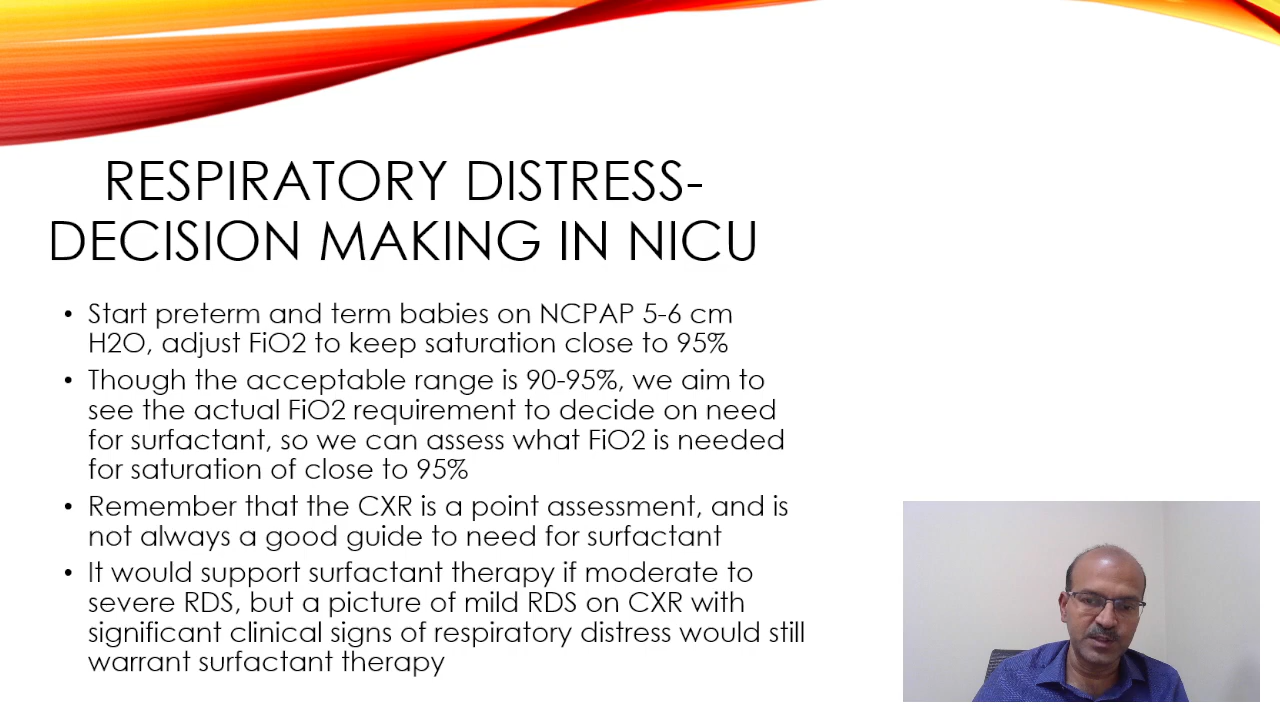 RESPIRATORY DISTRESS-
DECISION MAKING IN NICU
• Start preterm and term babies on NCPAP 5-6 cm
H2O, adjust FiO2 to keep saturation close to 95%
• Though the acceptable range is 90-95%, we aim to
see the actual FiO2 requirement to decide on need
for surfactant, so we can assess what FiO2 is needed
for saturation of close to 95%
• Remember that the CXR is a point assessment, and is
not always a good guide to need for surfactant
• It would support surfactant therapy if moderate to
severe RDS, but a picture of mild RDS on CXR with
significant clinical signs of respiratory distress would still
warrant surfactant therapy